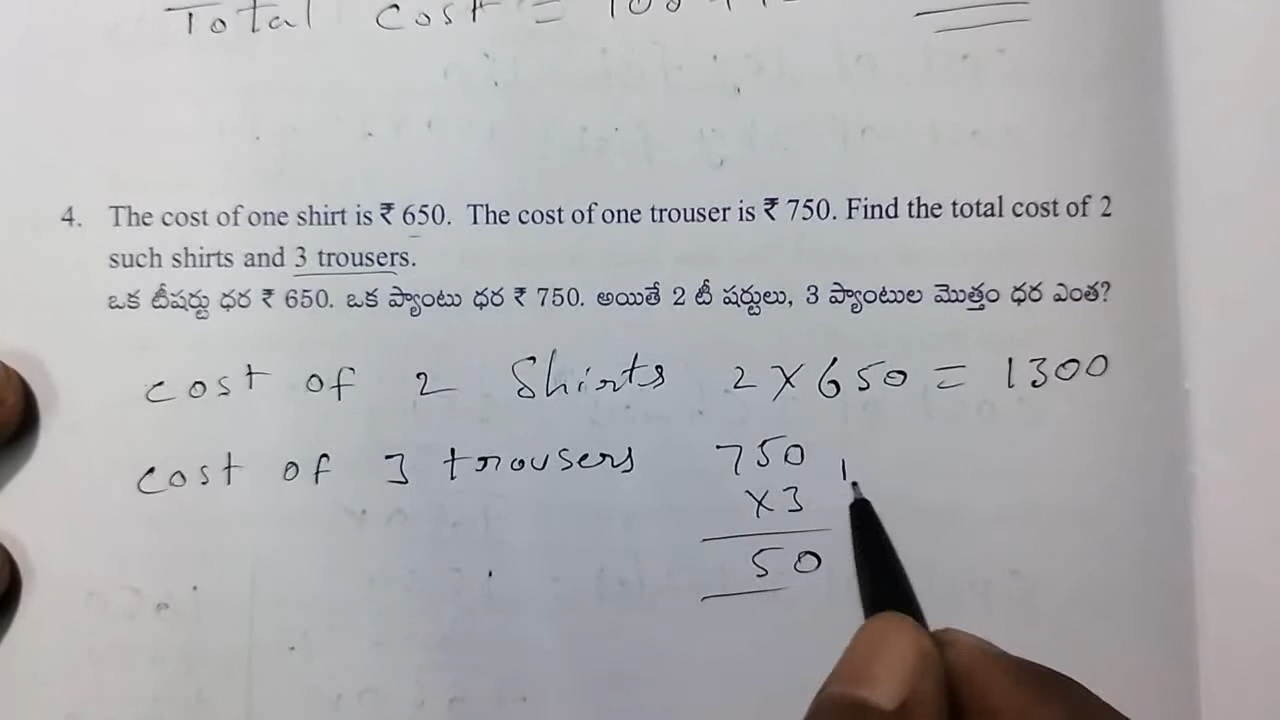 Total cost =
4. The cost of one shirt is ₹ 650. The cost of one trouser is ₹ 750. Find the total cost of 2
such shirts and 3 trousers.
ఒక టీషర్టు ధర ₹ 650. ఒక ప్యాంటు ధర ₹ 750. అయితే 2 టీ షర్టులు, 3 ప్యాంటుల మొత్తం ధర ఎంత?
cost of 2 Shirts 2 × 650 = 1300
cost of 3 trousers 750 1
× 3
50